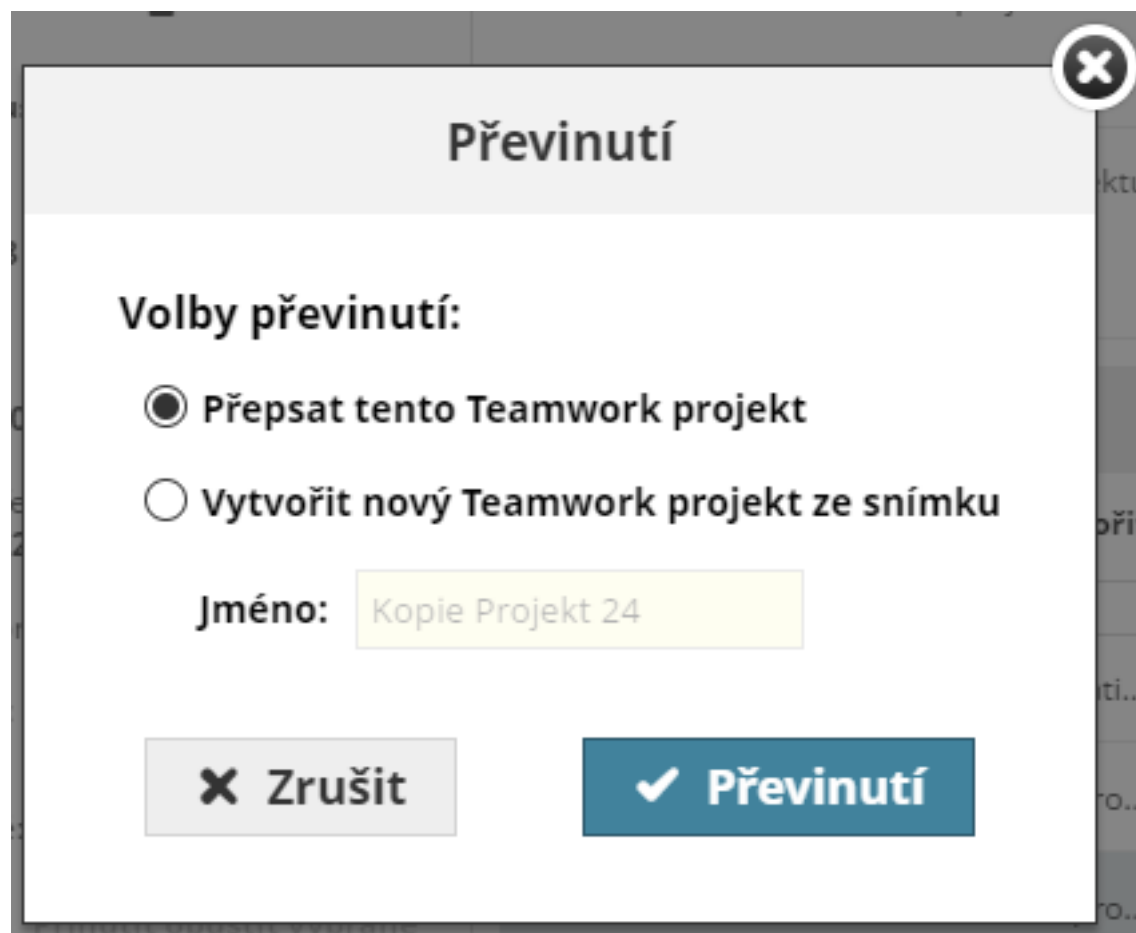 Převinutí
Volby převinutí:
Přepsat tento Teamwork projekt
Vytvořit nový Teamwork projekt ze snímku
Jméno: Kopie Projekt 24
Zrušit
Převinutí